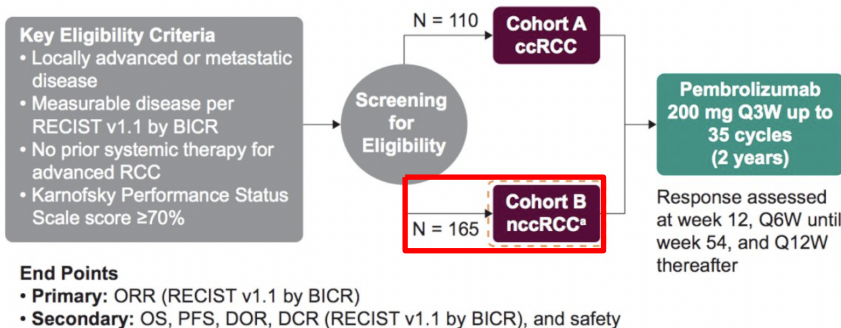 Key Eligibility Criteria
• Locally advanced or metastatic
disease
• Measurable disease per
RECIST v1.1 by BICR
• No prior systemic therapy for
advanced RCC
• Karnofsky Performance Status
Scale score ≥70%
Screening
for
Eligibility
N = 110
Cohort A
ccRCC
N = 165
Cohort B
nccRCCᵃ
Pembrolizumab
200 mg Q3W up to
35 cycles
(2 years)
Response assessed
at week 12, Q6W until
week 54, and Q12W
thereafter
End Points
• Primary: ORR (RECIST v1.1 by BICR)
• Secondary: OS, PFS, DOR, DCR (RECIST v1.1 by BICR), and safety